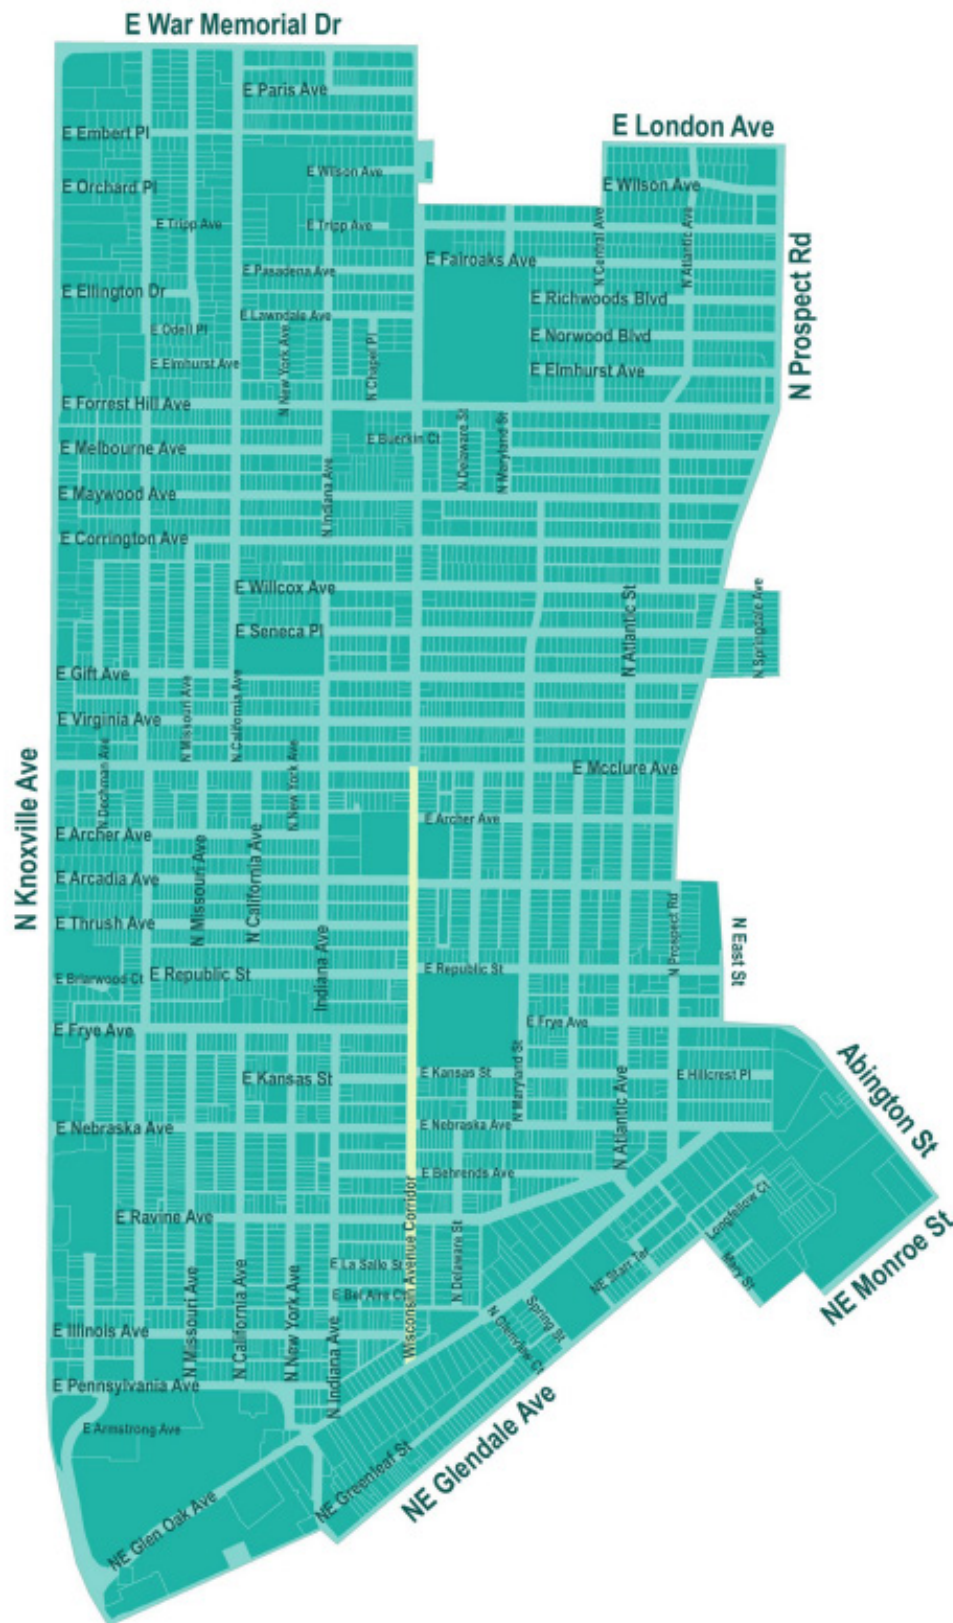 E War Memorial Dr
E Paris Ave
E London Ave
E Embert Pl
E Wilson Ave
E Orchard Pl
E Wilson Ave
E Tripp Ave
E Tripp Ave
N Central Ave
N Atlantic Ave
N Prospect Rd
E Fairoaks Ave
E Pasadena Ave
E Ellington Dr
E Richwoods Blvd
E Lawndale Ave
E Odell Pl
E Norwood Blvd
N New York Ave
N Chapel Pl
E Elmhurst Ave
E Elmhurst Ave
E Forrest Hill Ave
E Buerkin Ct
N Delaware St
N Maryland St
E Melbourne Ave
N Indiana Ave
E Maywood Ave
E Corrington Ave
E Willcox Ave
N Atlantic St
N Springdale Ave
E Seneca Pl
E Gift Ave
N Missouri Ave
N California Ave
E Virginia Ave
N Knoxville Ave
N Dechman Ave
N New York Ave
E Mcclure Ave
E Archer Ave
E Archer Ave
N Missouri Ave
N California Ave
E Arcadia Ave
E Thrush Ave
N Prospect Rd
N East St
Indiana Ave
E Republic St
E Republic St
E Briarwood Ct
E Frye Ave
E Frye Ave
N Maryland St
E Kansas St
E Kansas St
E Hillcrest Pl
Abington St
N Atlantic Ave
E Nebraska Ave
E Nebraska Ave
E Behrends Ave
Wisconsin Avenue Corridor
E Ravine Ave
N Delaware St
Longfellow Ct
E La Salle St
NE Starr Ter
Mary St
NE Monroe St
E Bel Aire Ct
N Missouri Ave
N California Ave
N New York Ave
N Indiana Ave
Spring St
N Glenview Ct
E Illinois Ave
E Pennsylvania Ave
E Armstrong Ave
NE Glendale Ave
NE Greenleaf St
NE Glen Oak Ave